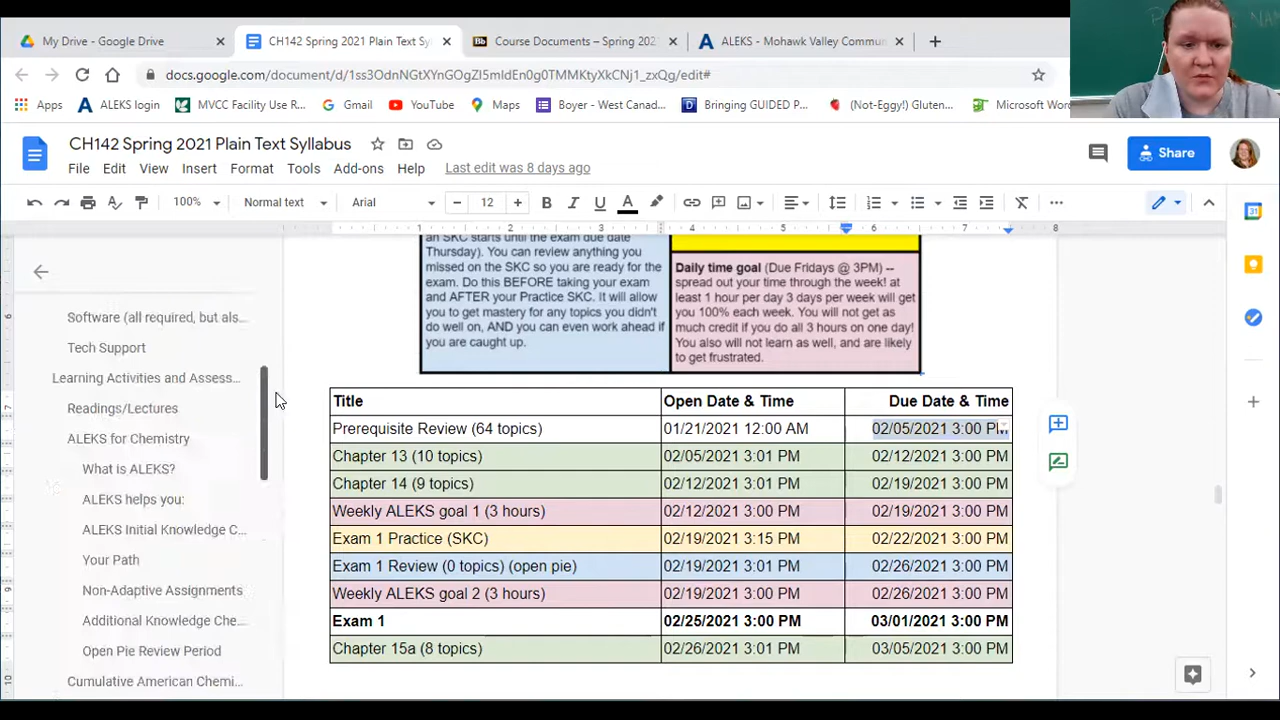 My Drive - Google Drive
CH142 Spring 2021 Plain Text Sy
Course Documents – Spring 202
ALEKS - Mohawk Valley Commun
docs.google.com/document/d/1ss3OdnNGtXYnGOgZI5mIdEn0g0TMMKtyXkCNj1_zxQg/edit#
Apps
ALEKS login
MVCC Facility Use R...
Gmail
YouTube
Maps
Boyer - West Canad...
Bringing GUIDED P...
(Not-Eggy!) Gluten...
Microsoft Word
CH142 Spring 2021 Plain Text Syllabus
Share
File Edit View Insert Format Tools Add-ons Help Last edit was 8 days ago
100% Normal text Arial 12
4 5 6 7 8
an SKC starts until the exam due date
Thursday). You can review anything you
missed on the SKC so you are ready for the
exam. Do this BEFORE taking your exam
and AFTER your Practice SKC. It will allow
you to get mastery for any topics you didn't
do well on, AND you can even work ahead if
you are caught up.
Daily time goal (Due Fridays @ 3PM) --
spread out your time through the week! at
least 1 hour per day 3 days per week will get
you 100% each week. You will not get as
much credit if you do all 3 hours on one day!
You also will not learn as well, and are likely
to get frustrated.
Software (all required, but als...
Tech Support
Learning Activities and Assess...
Readings/Lectures
ALEKS for Chemistry
What is ALEKS?
ALEKS helps you:
ALEKS Initial Knowledge C...
Your Path
Non-Adaptive Assignments
Additional Knowledge Che...
Open Pie Review Period
Cumulative American Chemi...
Title Open Date & Time Due Date & Time
Prerequisite Review (64 topics) 01/21/2021 12:00 AM 02/05/2021 3:00 PM
Chapter 13 (10 topics) 02/05/2021 3:01 PM 02/12/2021 3:00 PM
Chapter 14 (9 topics) 02/12/2021 3:01 PM 02/19/2021 3:00 PM
Weekly ALEKS goal 1 (3 hours) 02/12/2021 3:00 PM 02/19/2021 3:00 PM
Exam 1 Practice (SKC) 02/19/2021 3:15 PM 02/22/2021 3:00 PM
Exam 1 Review (0 topics) (open pie) 02/19/2021 3:01 PM 02/26/2021 3:00 PM
Weekly ALEKS goal 2 (3 hours) 02/19/2021 3:00 PM 02/26/2021 3:00 PM
Exam 1 02/25/2021 3:00 PM 03/01/2021 3:00 PM
Chapter 15a (8 topics) 02/26/2021 3:01 PM 03/05/2021 3:00 PM